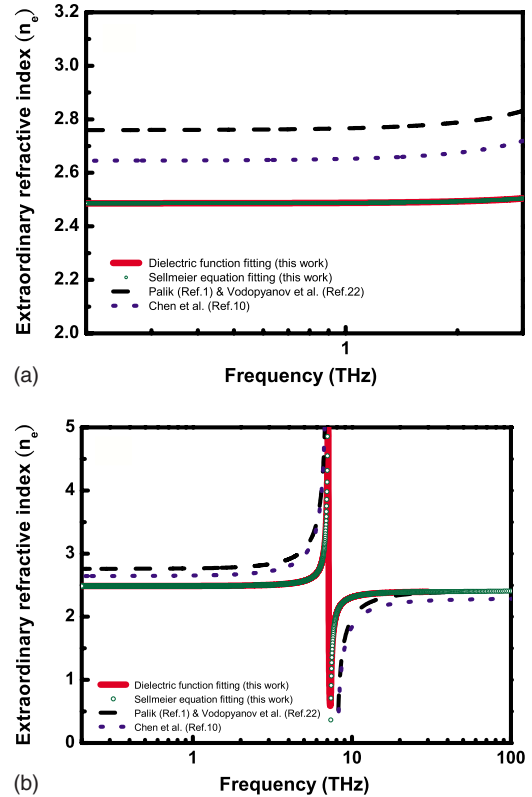 3.2
3.0
2.8
2.6
2.4
2.2
2.0
Extraordinary refractive index (nₑ)
Dielectric function fitting (this work)
Sellmeier equation fitting (this work)
Palik (Ref.1) & Vodopyanov et al. (Ref.22)
Chen et al. (Ref.10)
1
Frequency (THz)
(a)
5
4
3
2
1
0
Extraordinary refractive index (nₑ)
Dielectric function fitting (this work)
Sellmeier equation fitting (this work)
Palik (Ref.1) & Vodopyanov et al. (Ref.22)
Chen et al. (Ref.10)
1 10 100
Frequency (THz)
(b)